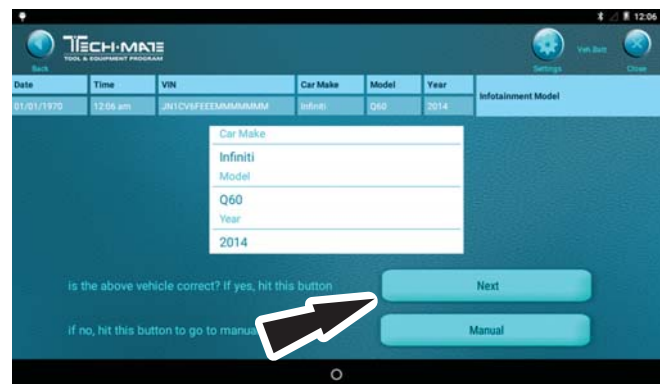 12:06
TECH-MATE
TOOL & EQUIPMENT PROGRAM
Back
Settings
Veh.Batt
Close
Date Time VIN Car Make Model Year Infotainment Model
01/01/1970 12:06 am JN1CV6FEEEMMMMMMM Infiniti Q60 2014
Car Make
Infiniti
Model
Q60
Year
2014
is the above vehicle correct? If yes, hit this button
Next
if no, hit this button to go to manua
Manual